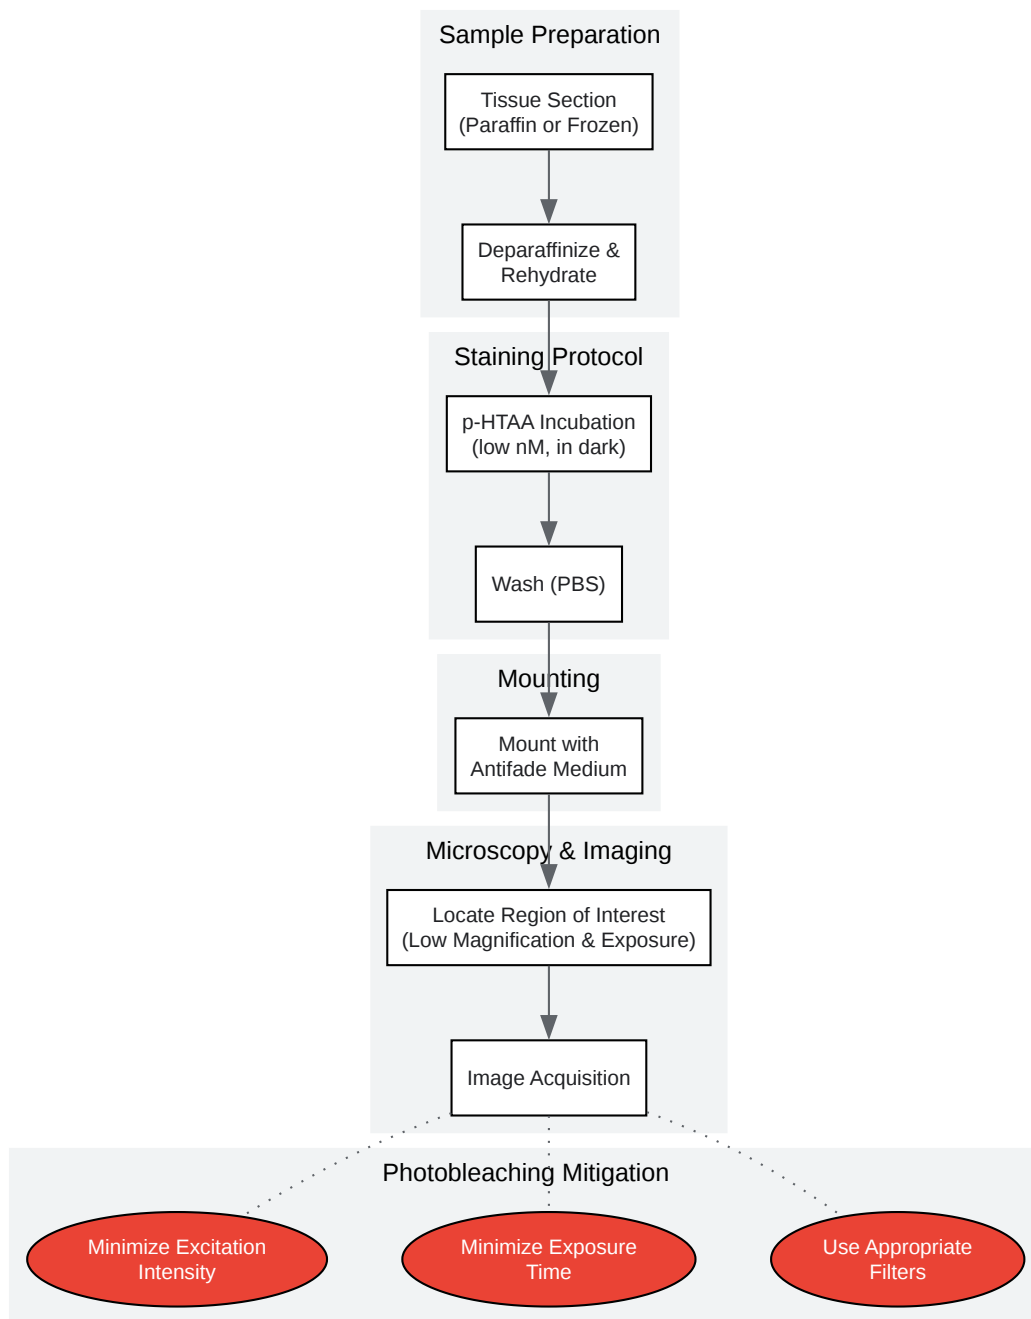 Sample Preparation
Tissue Section
(Paraffin or Frozen)
Deparaffinize &
Rehydrate
Staining Protocol
p-HTAA Incubation
(low nM, in dark)
Wash (PBS)
Mounting
Mount with
Antifade Medium
Microscopy & Imaging
Locate Region of Interest
(Low Magnification & Exposure)
Image Acquisition
Photobleaching Mitigation
Minimize Excitation
Intensity
Minimize Exposure
Time
Use Appropriate
Filters